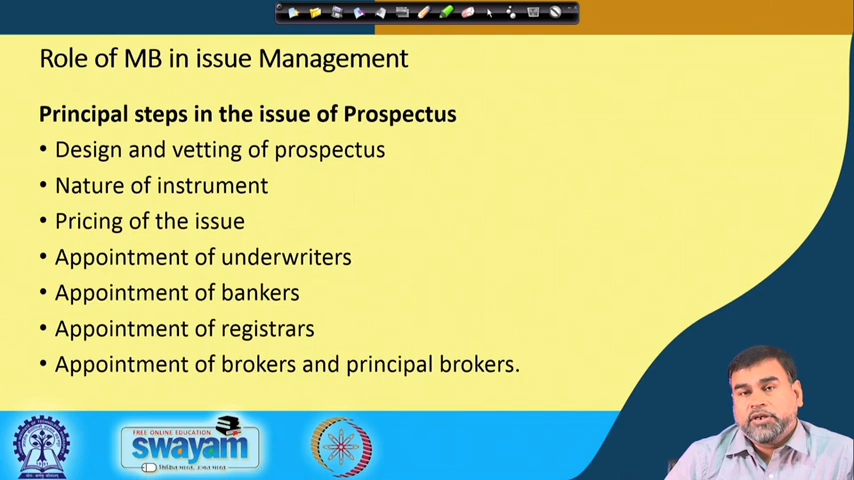 Role of MB in issue Management
Principal steps in the issue of Prospectus
• Design and vetting of prospectus
• Nature of instrument
• Pricing of the issue
• Appointment of underwriters
• Appointment of bankers
• Appointment of registrars
• Appointment of brokers and principal brokers.
FREE ONLINE EDUCATION
swayam